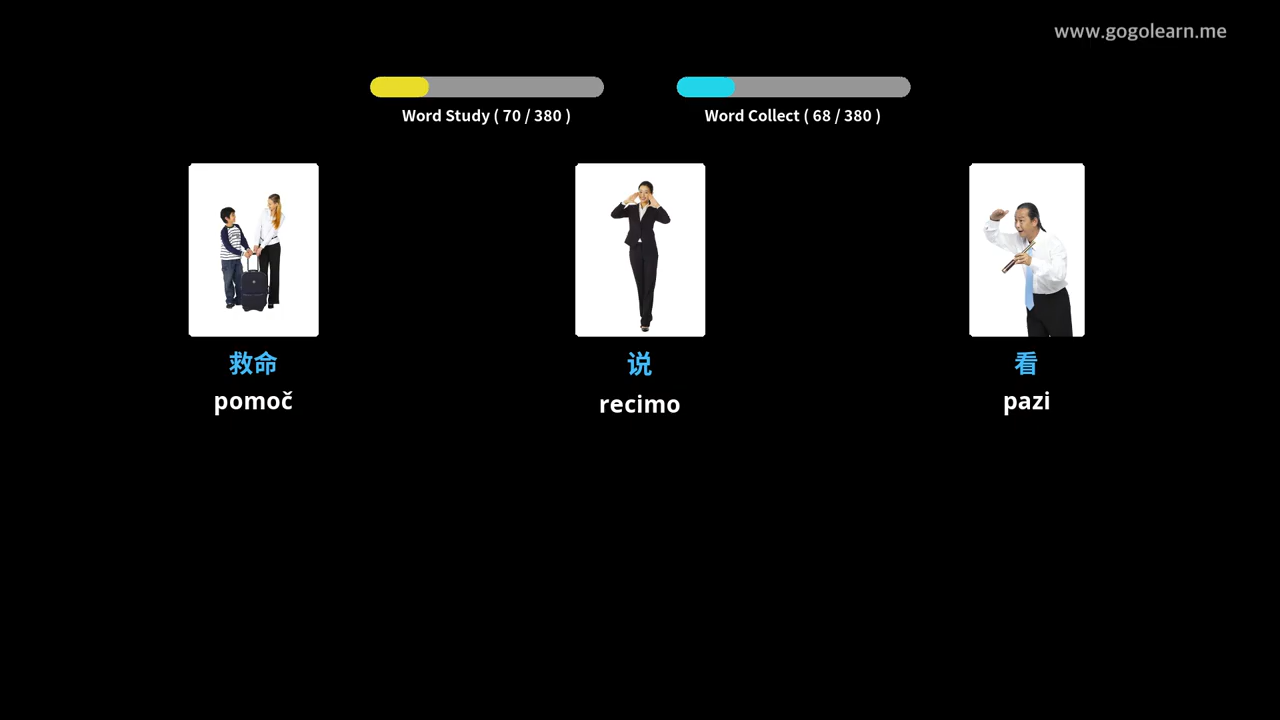 www.gogolearn.me
Word Study ( 70 / 380 )
Word Collect ( 68 / 380 )
救命
说
看
pomoč
recimo
pazi